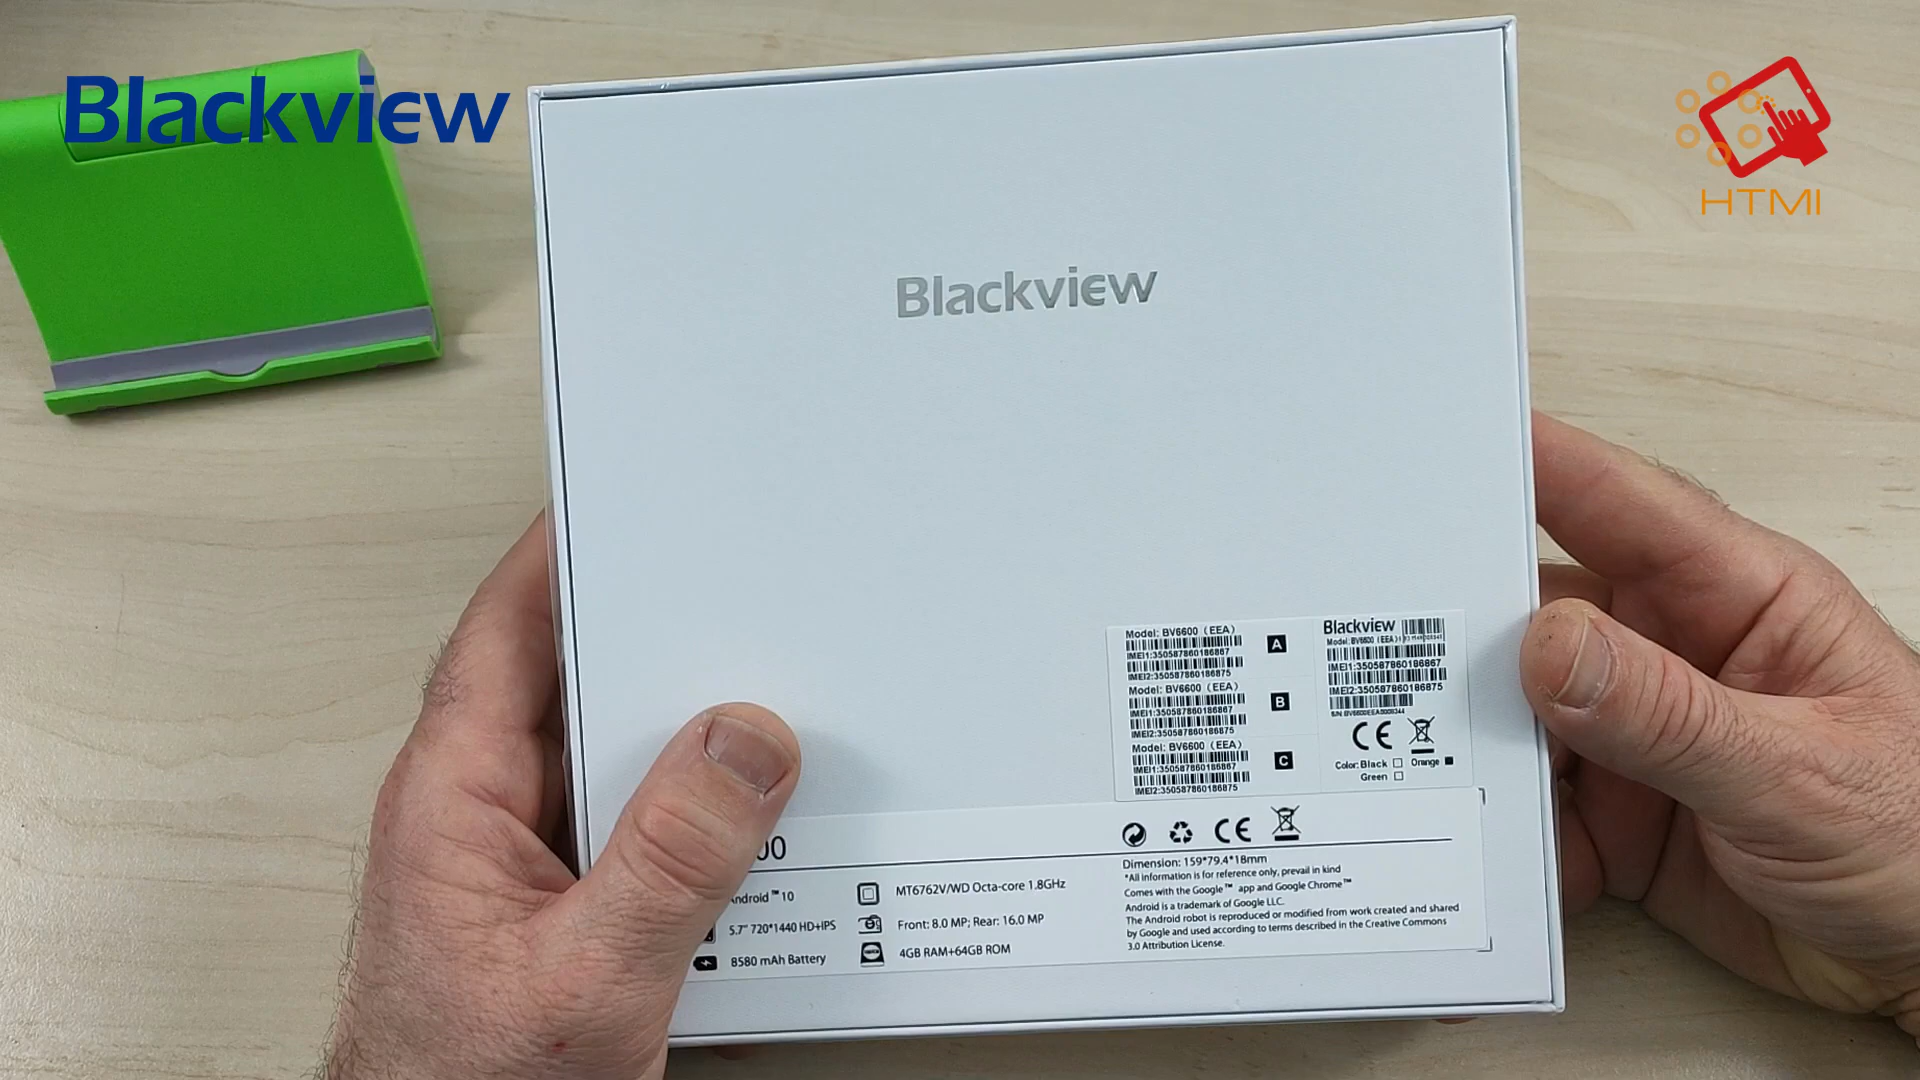 Blackview
HTMI
Blackview
Model: BV6600 (EEA)
IMEI1:350587860186867
IMEI2:350587860186875
A
Model: BV6600 (EEA)
IMEI1:350587860186867
IMEI2:350587860186875
B
Model: BV6600 (EEA)
IMEI1:350587860186867
IMEI2:350587860186875
C
Blackview
Model: BV6600 (EEA)
IMEI1:350587860186867
IMEI2:350587860186875
S/N: BV6600EEA0008344
CE
Color: Black Orange
Green
00
CE
Android™ 10
5.7" 720*1440 HD+IPS
8580 mAh Battery
MT6762V/WD Octa-core 1.8GHz
Front: 8.0 MP; Rear: 16.0 MP
4GB RAM+64GB ROM
Dimension: 159*79.4*18mm
*All information is for reference only, prevail in kind
Comes with the Google™ app and Google Chrome™
Android is a trademark of Google LLC.
The Android robot is reproduced or modified from work created and shared
by Google and used according to terms described in the Creative Commons
3.0 Attribution License.